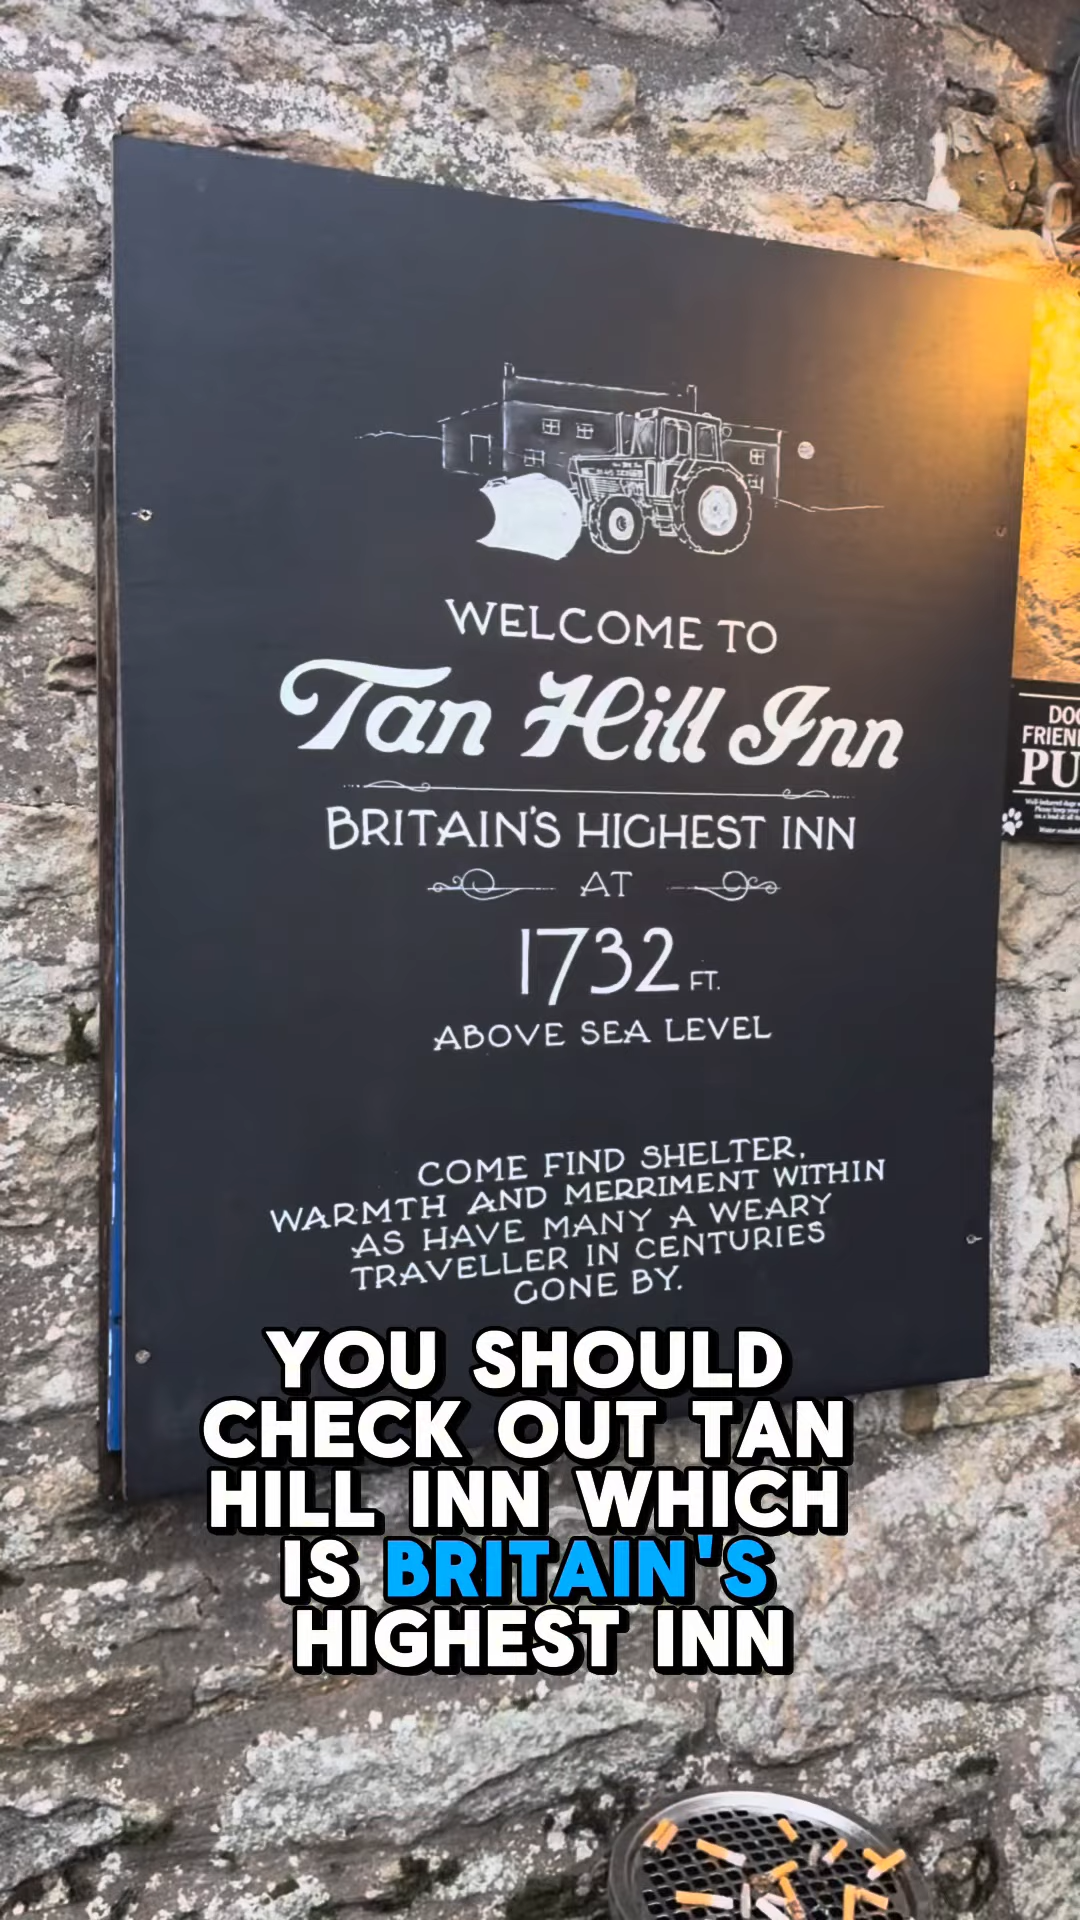 WELCOME TO
Tan Hill Inn
BRITAIN'S HIGHEST INN
AT
1732 FT.
ABOVE SEA LEVEL
COME FIND SHELTER,
WARMTH AND MERRIMENT WITHIN
AS HAVE MANY A WEARY
TRAVELLER IN CENTURIES
GONE BY.
DOG
FRIEN
PU
YOU SHOULD
CHECK OUT TAN
HILL INN WHICH
IS BRITAIN'S
HIGHEST INN